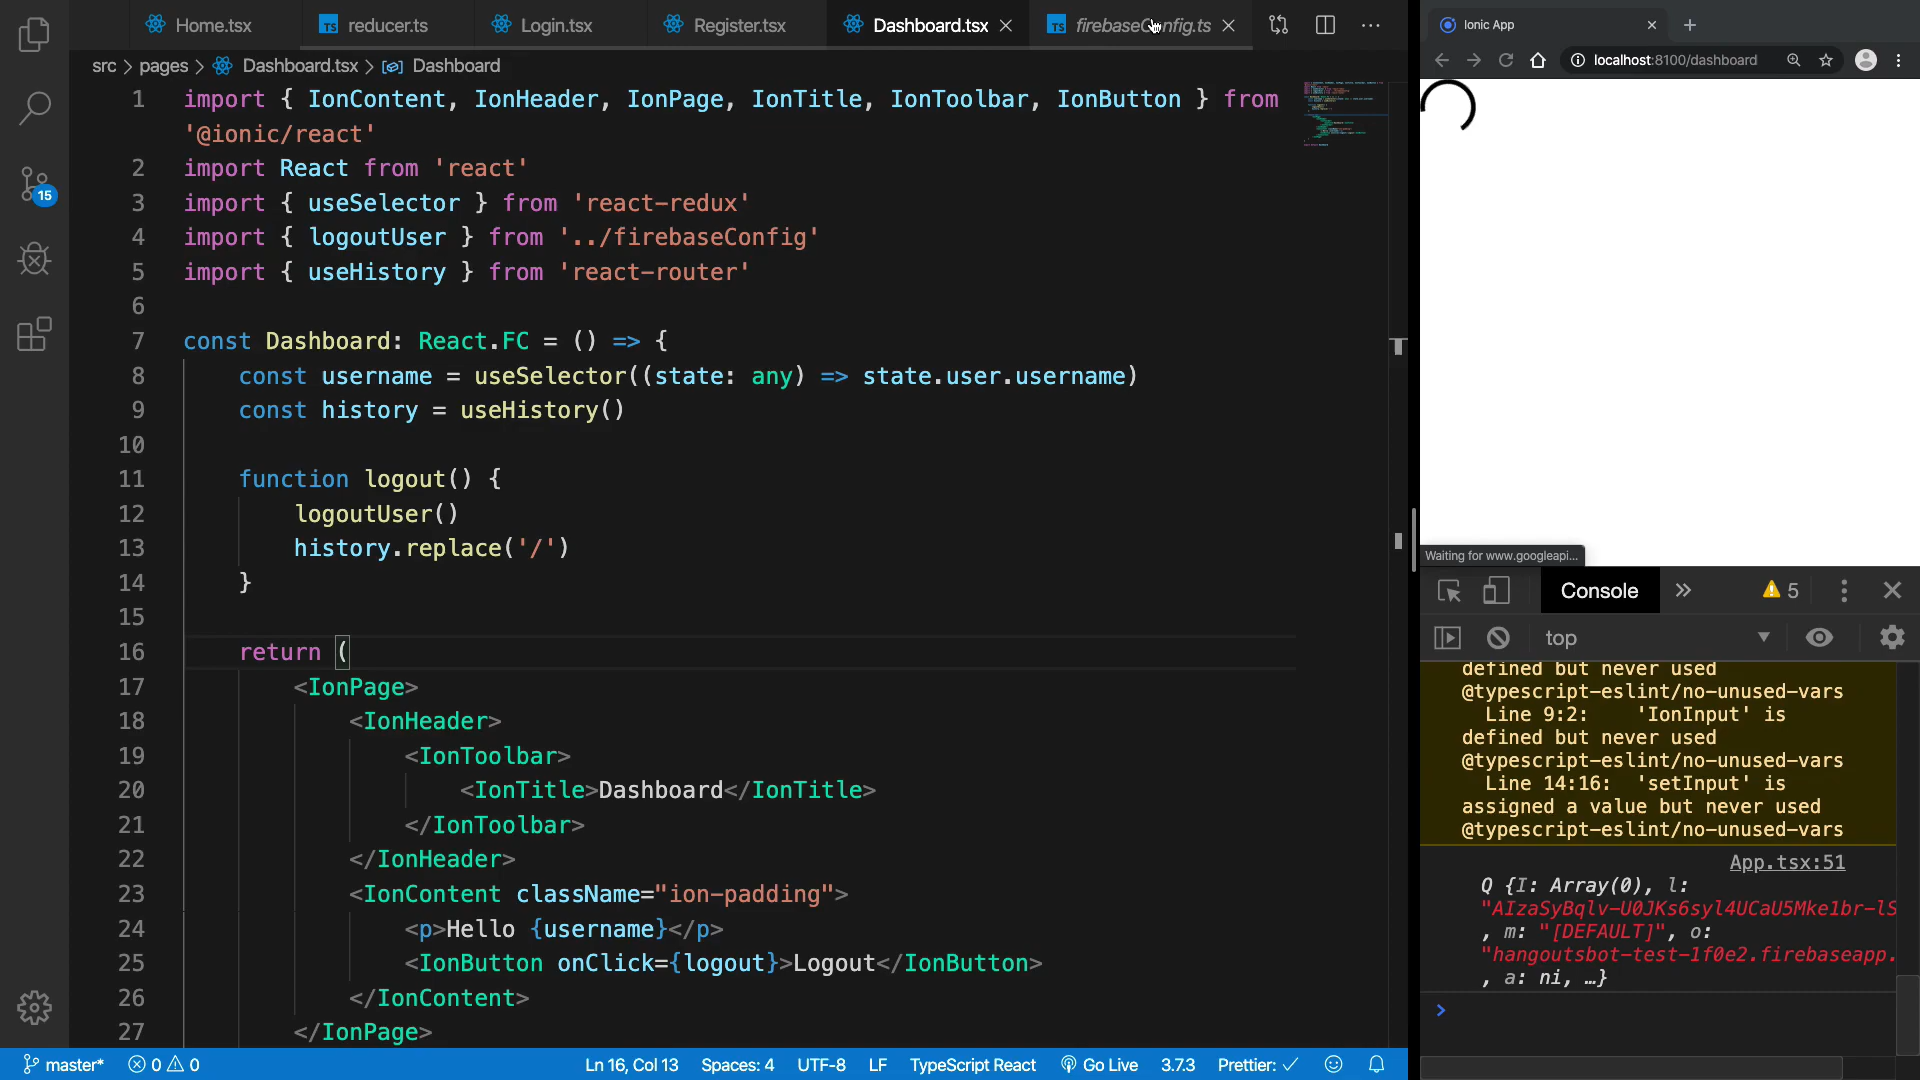 Home.tsx
reducer.ts
Login.tsx
Register.tsx
Dashboard.tsx
firebaseConfig.ts
src > pages > Dashboard.tsx > Dashboard
1 import { IonContent, IonHeader, IonPage, IonTitle, IonToolbar, IonButton } from
'@ionic/react'
2 import React from 'react'
3 import { useSelector } from 'react-redux'
4 import { logoutUser } from '../firebaseConfig'
5 import { useHistory } from 'react-router'
6
7 const Dashboard: React.FC = () => {
8 const username = useSelector((state: any) => state.user.username)
9 const history = useHistory()
10
11 function logout() {
12 logoutUser()
13 history.replace('/')
14 }
15
16 return (
17 <IonPage>
18 <IonHeader>
19 <IonToolbar>
20 <IonTitle>Dashboard</IonTitle>
21 </IonToolbar>
22 </IonHeader>
23 <IonContent className="ion-padding">
24 <p>Hello {username}</p>
25 <IonButton onClick={logout}>Logout</IonButton>
26 </IonContent>
27 </IonPage>
15
master*
0
0
Ln 16, Col 13
Spaces: 4
UTF-8
LF
TypeScript React
Go Live
3.7.3
Prettier:
Ionic App
localhost:8100/dashboard
Waiting for www.googleapi...
Console
5
top
defined but never used
@typescript-eslint/no-unused-vars
Line 9:2: 'IonInput' is
defined but never used
@typescript-eslint/no-unused-vars
Line 14:16: 'setInput' is
assigned a value but never used
@typescript-eslint/no-unused-vars
App.tsx:51
Q {I: Array(0), l:
"AIzaSyBqlv-U0JKs6syl4UCaU5Mke1br-lS
, m: "[DEFAULT]", o:
"hangoutsbot-test-1f0e2.firebaseapp.
, a: ni, …}